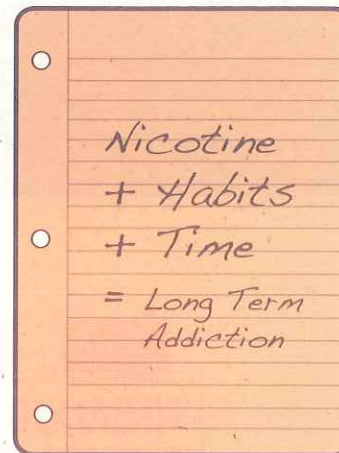 Nicotine
+ Habits
+ Time
= Long Term
Addiction